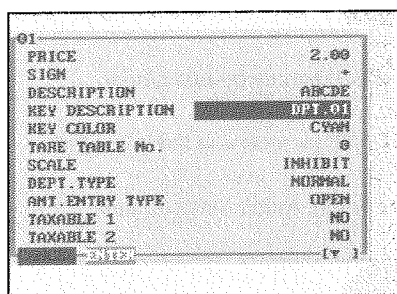 01
PRICE 2.00
SIGN +
DESCRIPTION ABCDE
KEY DESCRIPTION DPT.01
KEY COLOR CYAN
TARE TABLE No. 0
SCALE INHIBIT
DEPT.TYPE NORMAL
AMT.ENTRY TYPE OPEN
TAXABLE 1 NO
TAXABLE 2 NO
ENTER [▼ ]